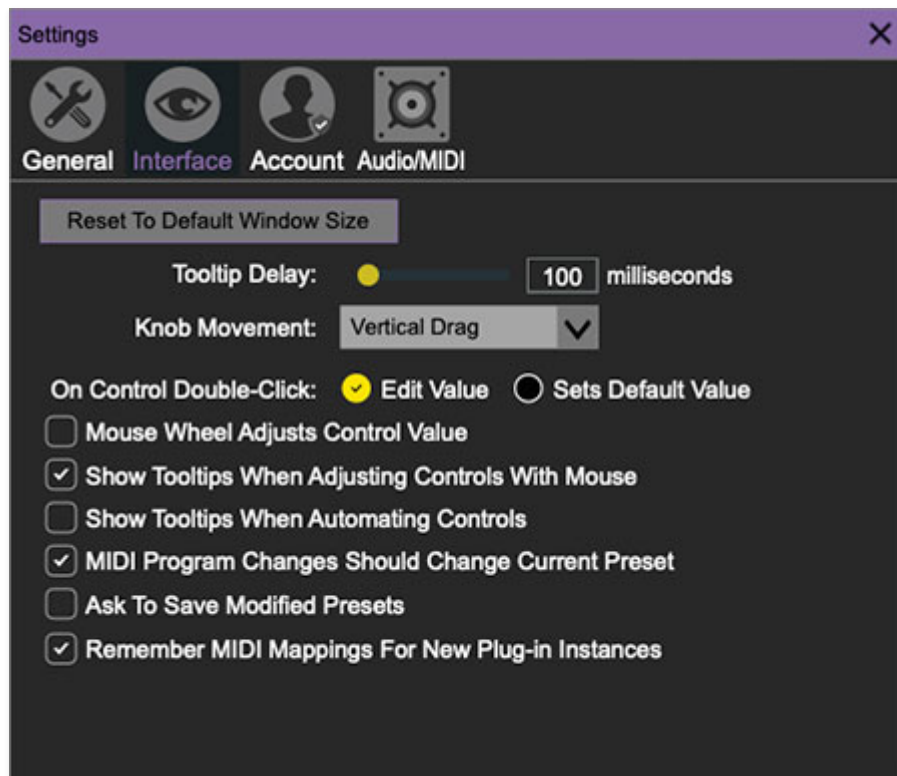 Settings
General Interface Account Audio/MIDI
Reset To Default Window Size
Tooltip Delay: 100 milliseconds
Knob Movement: Vertical Drag
On Control Double-Click: Edit Value Sets Default Value
Mouse Wheel Adjusts Control Value
Show Tooltips When Adjusting Controls With Mouse
Show Tooltips When Automating Controls
MIDI Program Changes Should Change Current Preset
Ask To Save Modified Presets
Remember MIDI Mappings For New Plug-in Instances